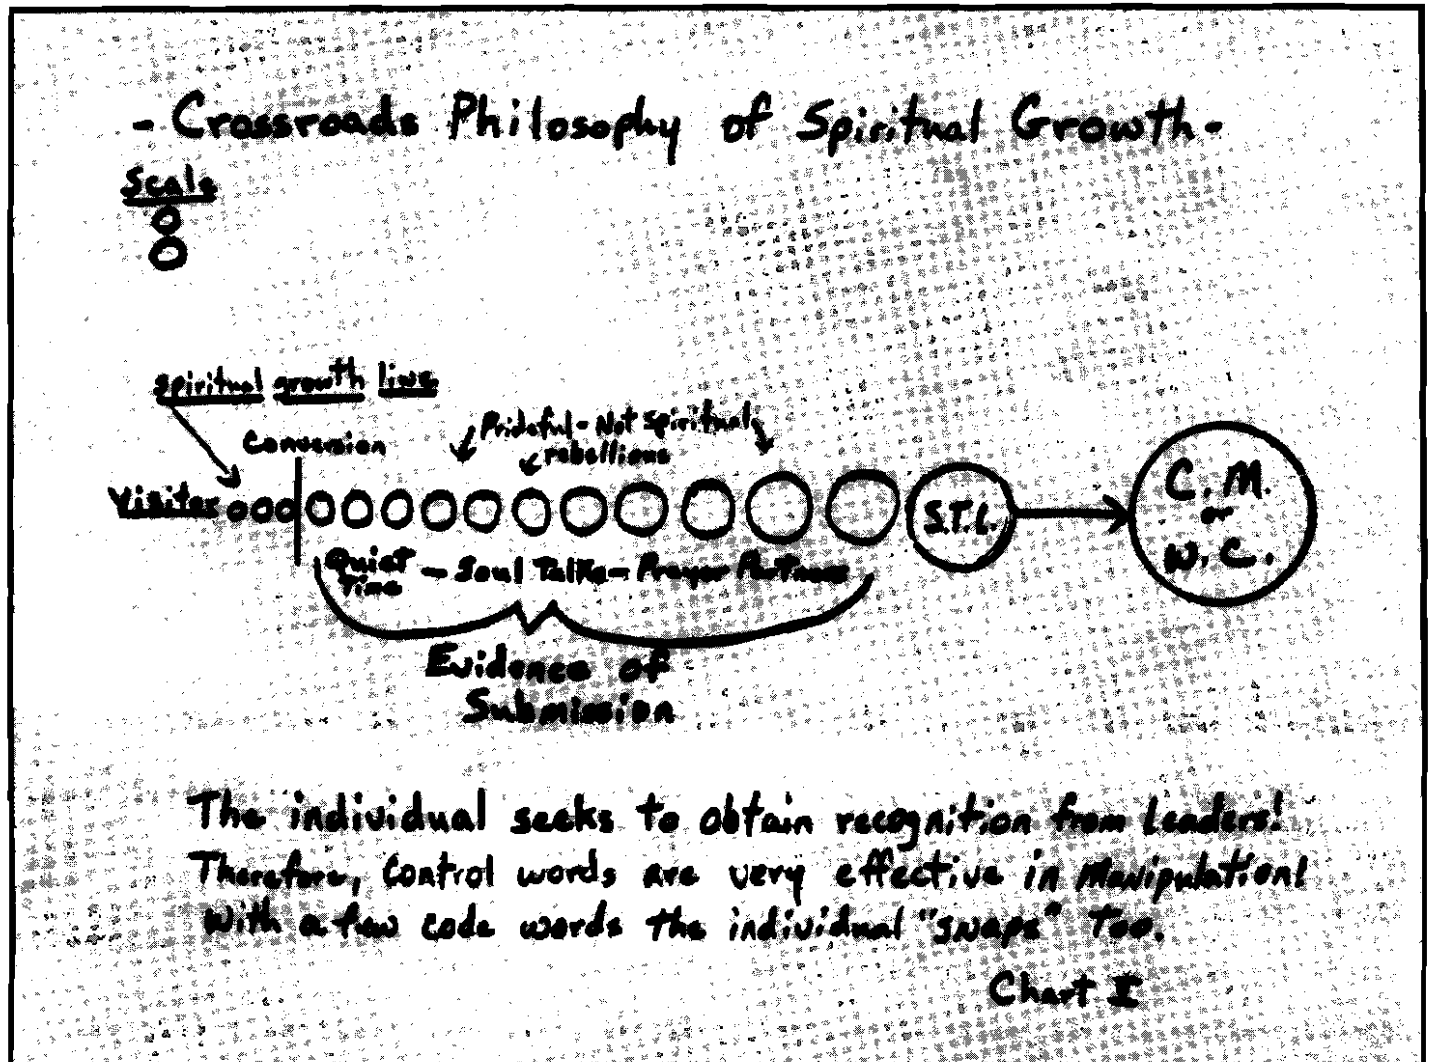 - Crossroads Philosophy of Spiritual Growth -
Scale
spiritual growth line
Conversion
Prideful - Not Spiritual
rebellious
Visiter
S.T.L.
C.M.
or
W.C.
Quiet Time - Soul Talks - Prayer Partners
Evidence of
Submission
The individual seeks to obtain recognition from Leaders!
Therefore, Control words are very effective in Manipulation!
With a few code words the individual "snaps" Too.
Chart I